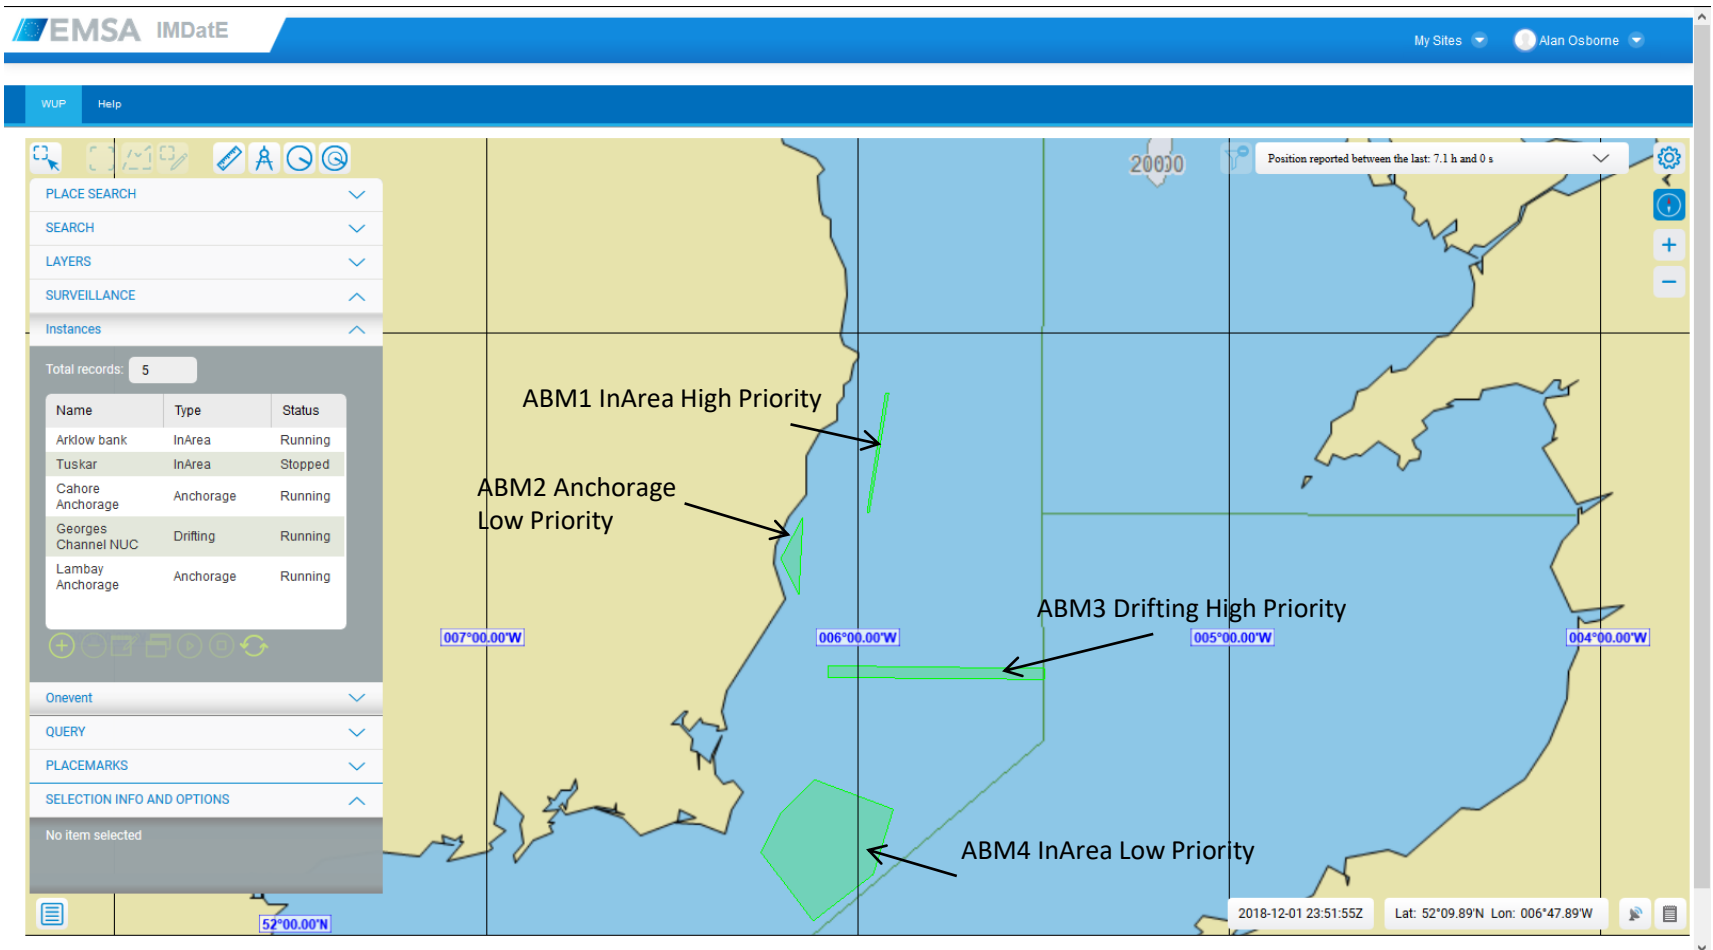 EMSA IMDatE
My Sites
Alan Osborne
WUP Help
Position reported between the last: 7.1 h and 0 s
PLACE SEARCH
SEARCH
LAYERS
SURVEILLANCE
Instances
Total records: 5
Name Type Status
Arklow bank InArea Running
Tuskar InArea Stopped
Cahore
Anchorage Anchorage Running
Georges
Channel NUC Drifting Running
Lambay
Anchorage Anchorage Running
Onevent
QUERY
PLACEMARKS
SELECTION INFO AND OPTIONS
No item selected
ABM1 InArea High Priority
ABM2 Anchorage
Low Priority
ABM3 Drifting High Priority
007°00.00'W 006°00.00'W 005°00.00'W 004°00.00'W
ABM4 InArea Low Priority
52°00.00'N
2018-12-01 23:51:55Z
Lat: 52°09.89'N Lon: 006°47.89'W